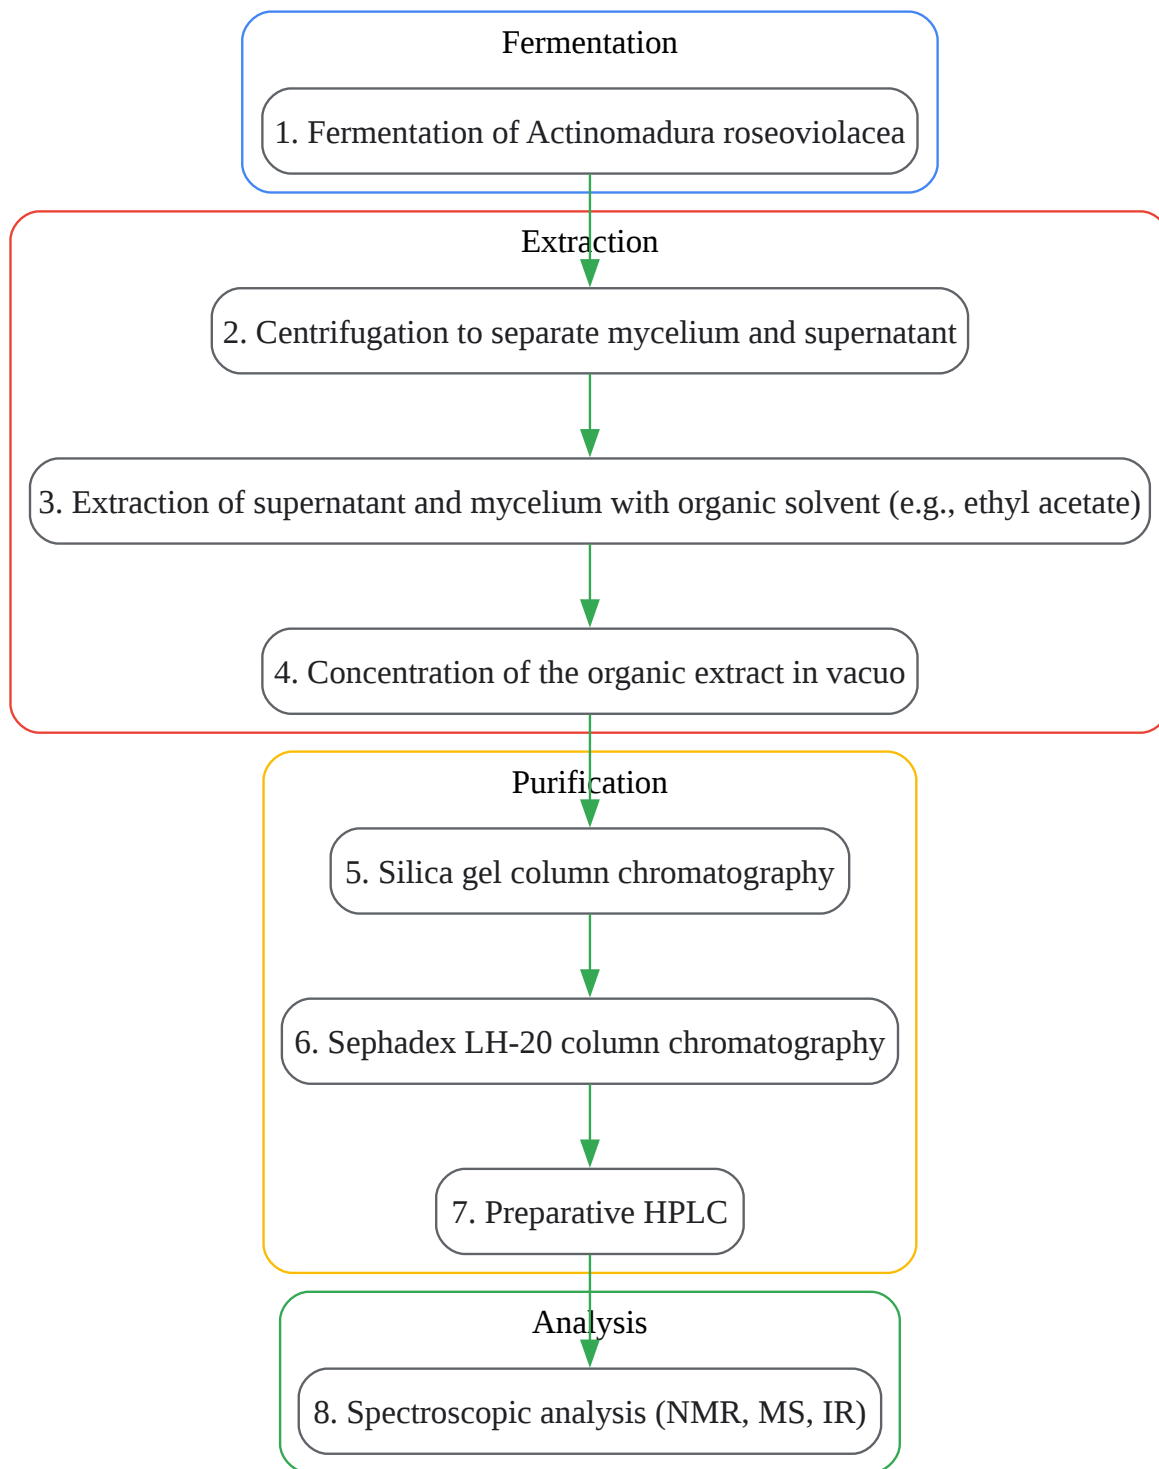 Fermentation
1. Fermentation of Actinomadura roseoviolacea
Extraction
2. Centrifugation to separate mycelium and supernatant
3. Extraction of supernatant and mycelium with organic solvent (e.g., ethyl acetate)
4. Concentration of the organic extract in vacuo
Purification
5. Silica gel column chromatography
6. Sephadex LH-20 column chromatography
7. Preparative HPLC
Analysis
8. Spectroscopic analysis (NMR, MS, IR)